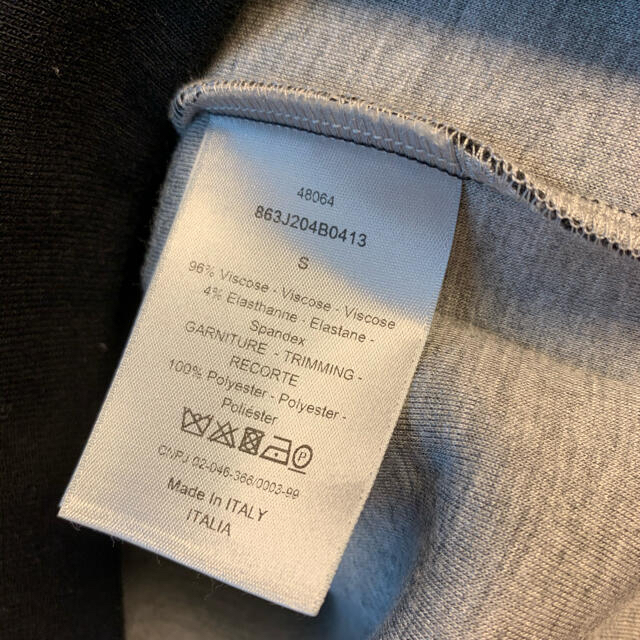 48064
863J204B0413
S
96% Viscose - Viscose - Viscose
4% Elasthanne - Elastane -
Spandex
GARNITURE - TRIMMING -
RECORTE
100% Polyester - Polyester -
Poliéster
P
CNPJ 02-046-366/0003-99
Made In ITALY
ITALIA